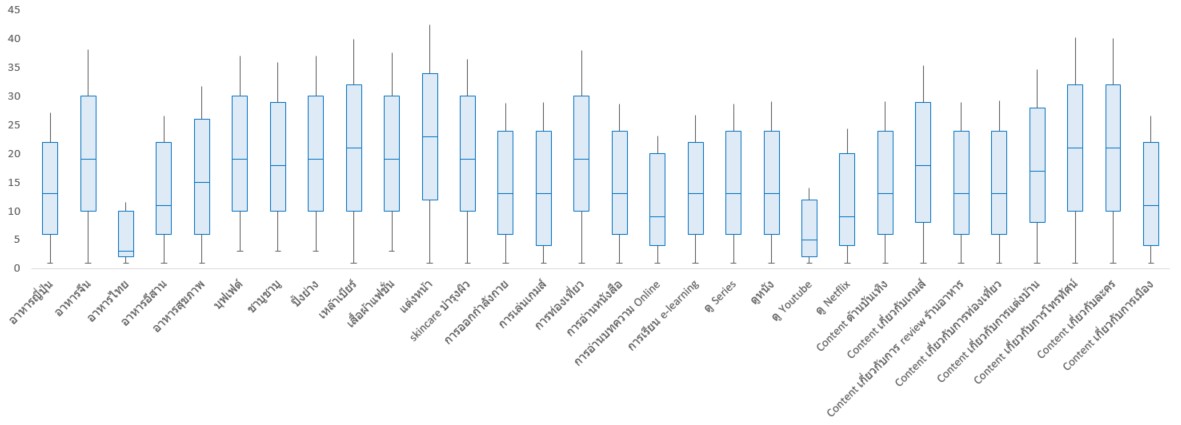 45
40
35
30
25
20
15
10
5
0
อาหารญี่ปุ่น
อาหารจีน
อาหารไทย
อาหารอีสาน
อาหารสุขภาพ
บุฟเฟต์
ชาบูชาบู
ปิ้งย่าง
เหล้าเบียร์
เสื้อผ้าแฟชั่น
แต่งหน้า
skincare บำรุงผิว
การออกกำลังกาย
การเล่นเกมส์
การท่องเที่ยว
การอ่านหนังสือ
การอ่านบทความ Online
การเรียน e-learning
ดู Series
ดูหนัง
ดู Youtube
ดู Netflix
Content ด้านบันเทิง
Content เกี่ยวกับเกมส์
Content เกี่ยวกับการ review ร้านอาหาร
Content เกี่ยวกับการท่องเที่ยว
Content เกี่ยวกับการแต่งบ้าน
Content เกี่ยวกับการโทรทัศน์
Content เกี่ยวกับละคร
Content เกี่ยวกับการเมือง